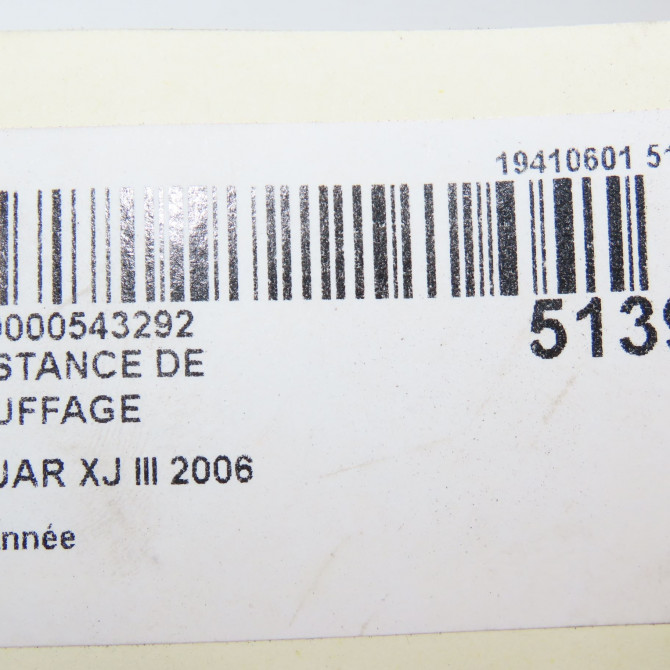 19410601 51
0000543292
5139
STANCE DE
UFFAGE
UAR XJ III 2006
nnée